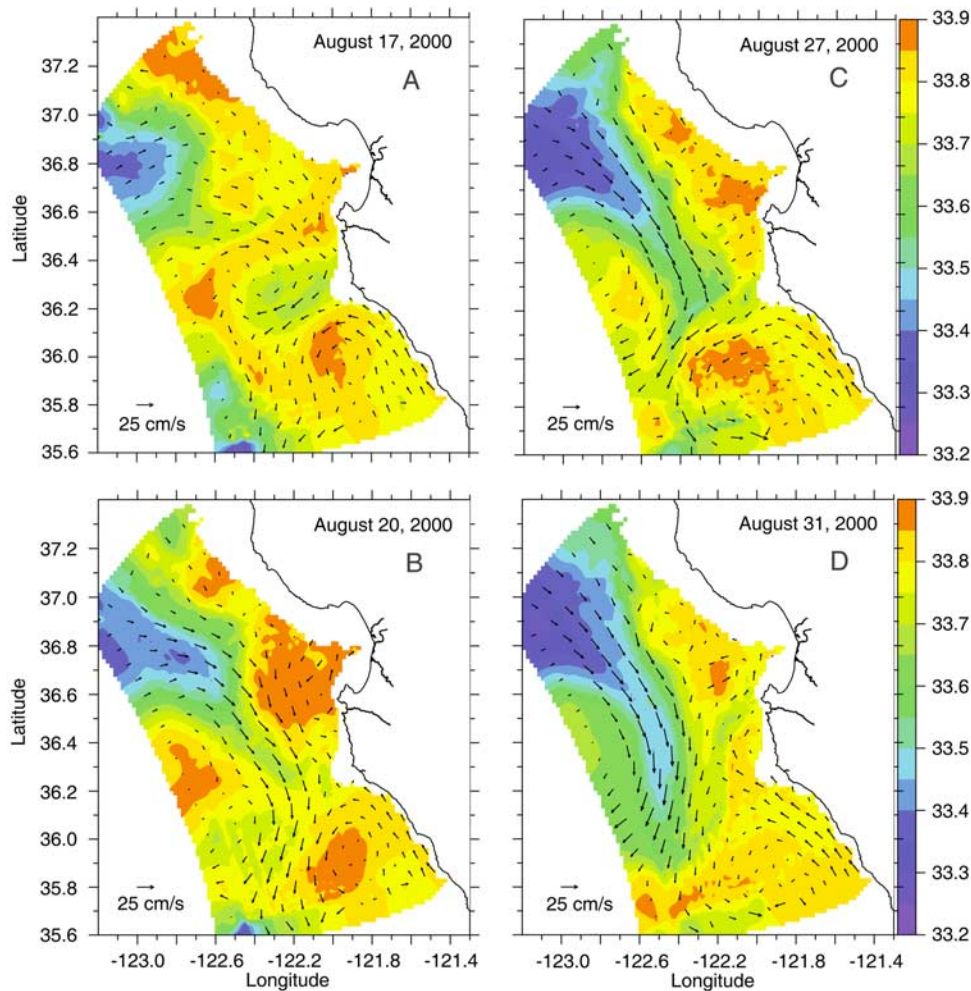 August 17, 2000
A
Latitude
37.2
37.0
36.8
36.6
36.4
36.2
36.0
35.8
35.6
25 cm/s
August 27, 2000
C
25 cm/s
33.9
33.8
33.7
33.6
33.5
33.4
33.3
33.2
August 20, 2000
B
Latitude
37.2
37.0
36.8
36.6
36.4
36.2
36.0
35.8
35.6
25 cm/s
-123.0 -122.6 -122.2 -121.8 -121.4
Longitude
August 31, 2000
D
25 cm/s
33.9
33.8
33.7
33.6
33.5
33.4
33.3
33.2
-123.0 -122.6 -122.2 -121.8 -121.4
Longitude